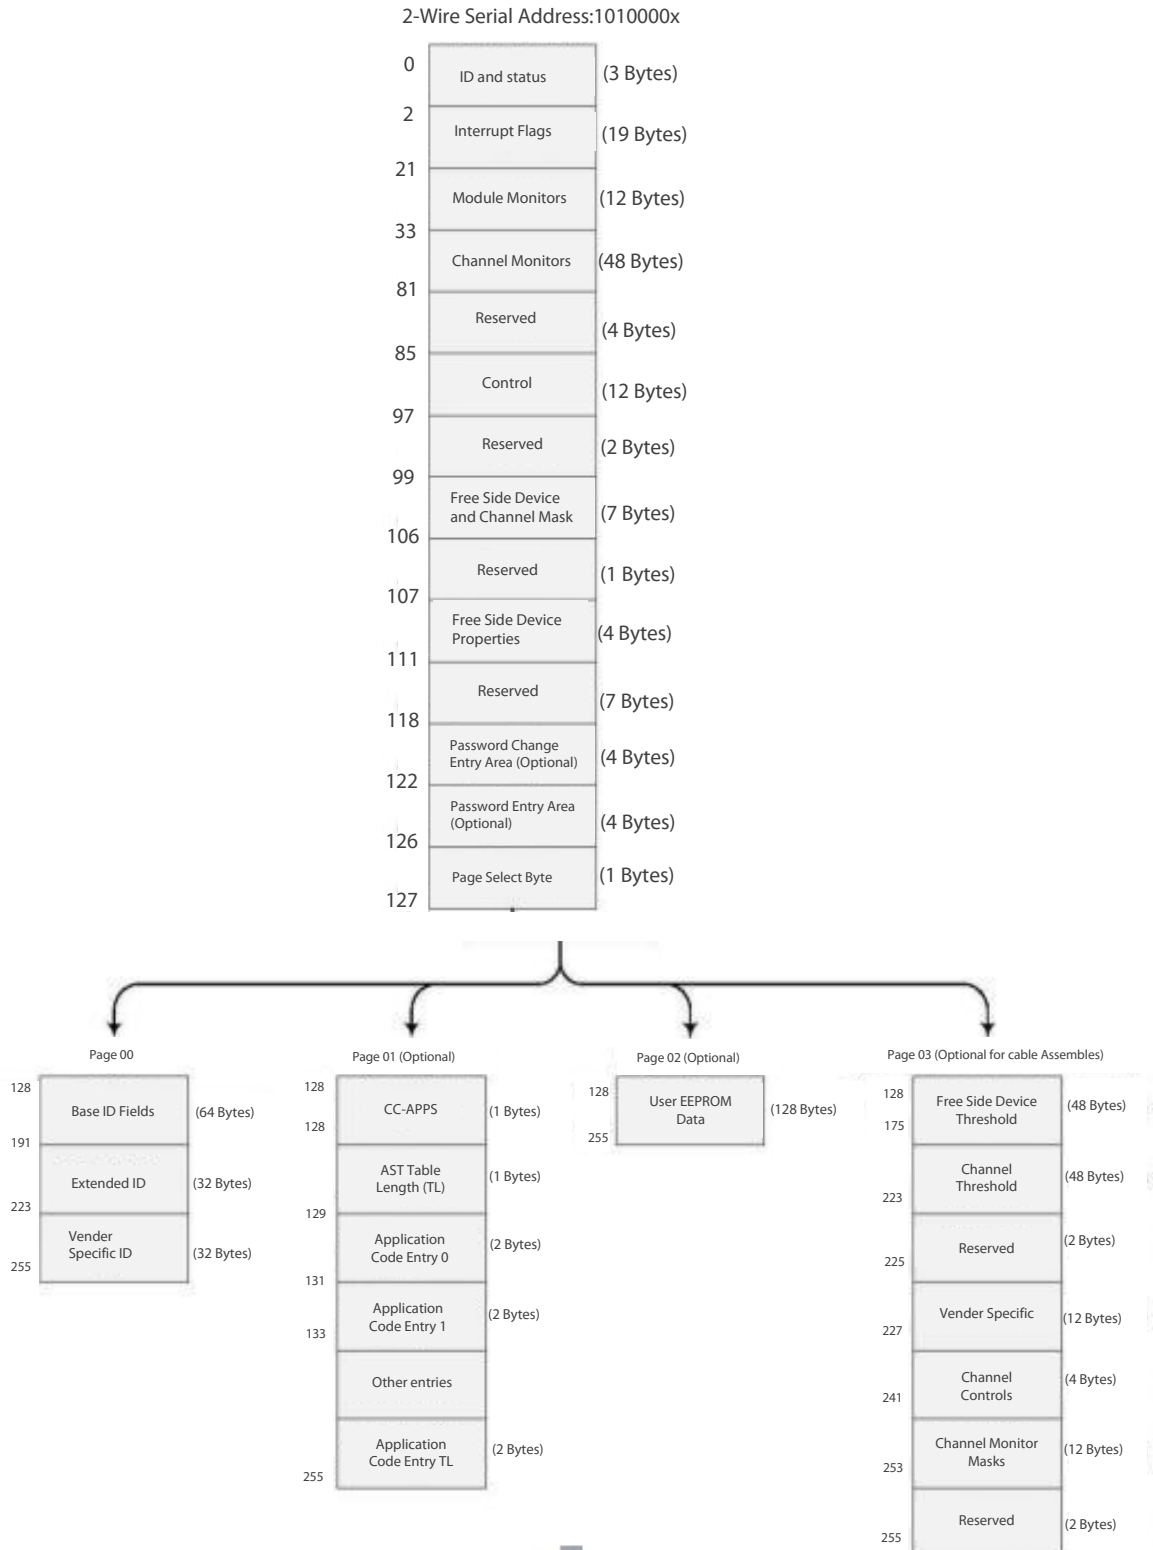 2-Wire Serial Address:1010000x
0
ID and status
(3 Bytes)
2
Interrupt Flags
(19 Bytes)
21
Module Monitors
(12 Bytes)
33
Channel Monitors
(48 Bytes)
81
Reserved
(4 Bytes)
85
Control
(12 Bytes)
97
Reserved
(2 Bytes)
99
Free Side Device
and Channel Mask
(7 Bytes)
106
Reserved
(1 Bytes)
107
Free Side Device
Properties
(4 Bytes)
111
Reserved
(7 Bytes)
118
Password Change
Entry Area (Optional)
(4 Bytes)
122
Password Entry Area
(Optional)
(4 Bytes)
126
Page Select Byte
(1 Bytes)
127
Page 00
128
Base ID Fields
(64 Bytes)
191
Extended ID
(32 Bytes)
223
Vender
Specific ID
(32 Bytes)
255
Page 01 (Optional)
128
CC-APPS
(1 Bytes)
128
AST Table
Length (TL)
(1 Bytes)
129
Application
Code Entry 0
(2 Bytes)
131
Application
Code Entry 1
(2 Bytes)
133
Other entries
Application
Code Entry TL
(2 Bytes)
255
Page 02 (Optional)
128
User EEPROM
Data
(128 Bytes)
255
Page 03 (Optional for cable Assembles)
128
Free Side Device
Threshold
(48 Bytes)
175
Channel
Threshold
(48 Bytes)
223
Reserved
(2 Bytes)
225
Vender Specific
(12 Bytes)
227
Channel
Controls
(4 Bytes)
241
Channel Monitor
Masks
(12 Bytes)
253
Reserved
(2 Bytes)
255